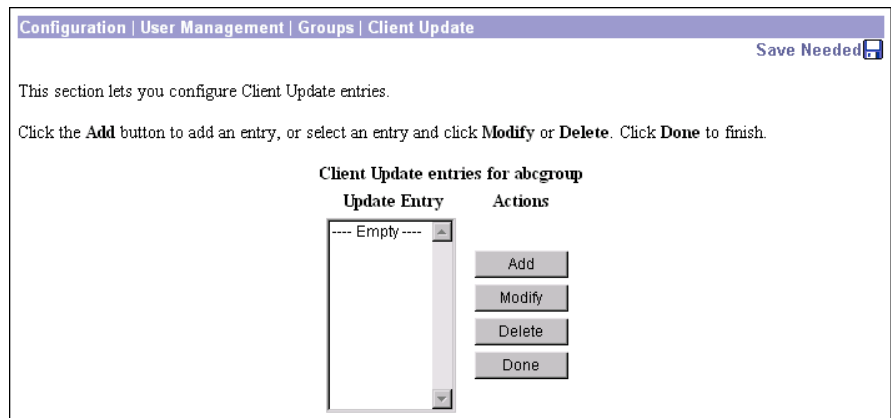 Configuration | User Management | Groups | Client Update
Save Needed
This section lets you configure Client Update entries.
Click the Add button to add an entry, or select an entry and click Modify or Delete. Click Done to finish.
Client Update entries for abcgroup
Update Entry Actions
---- Empty ----
Add
Modify
Delete
Done